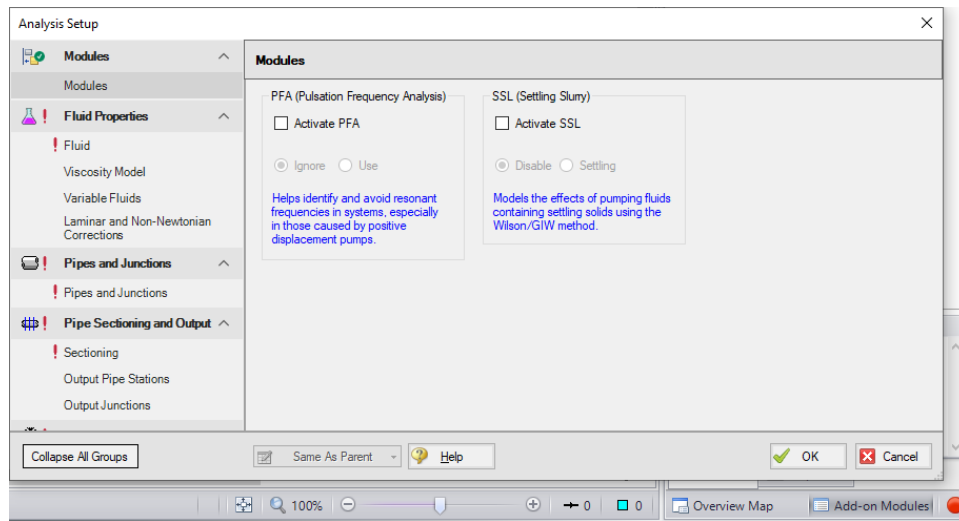 Analysis Setup
Modules
Modules
Fluid Properties
Fluid
Viscosity Model
Variable Fluids
Laminar and Non-Newtonian
Corrections
Pipes and Junctions
Pipes and Junctions
Pipe Sectioning and Output
Sectioning
Output Pipe Stations
Output Junctions
Collapse All Groups
Modules
PFA (Pulsation Frequency Analysis)
Activate PFA
Ignore Use
Helps identify and avoid resonant
frequencies in systems, especially
in those caused by positive
displacement pumps.
SSL (Settling Slurry)
Activate SSL
Disable Settling
Models the effects of pumping fluids
containing settling solids using the
Wilson/GIW method.
Same As Parent
Help
OK
Cancel
100%
0
0
Overview Map
Add-on Modules